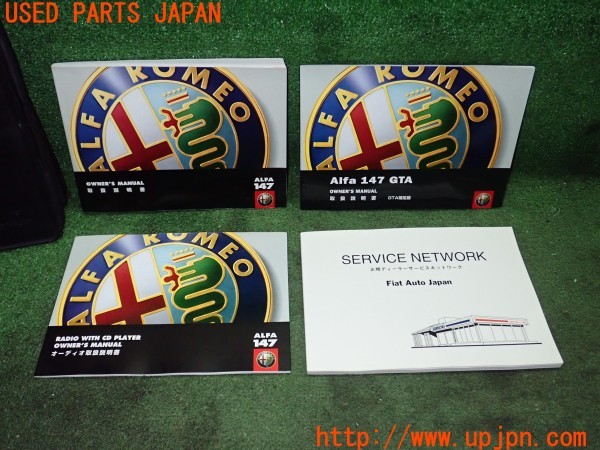 USED PARTS JAPAN
ALFA ROMEO
OWNER'S MANUAL
取扱説明書
ALFA
147
ALFA ROMEO
Alfa 147 GTA
OWNER'S MANUAL
取扱説明書 GTA補足版
ALFA ROMEO
RADIO WITH CD PLAYER
OWNER'S MANUAL
オーディオ取扱説明書
ALFA
147
SERVICE NETWORK
正規ディーラーサービスネットワーク
Fiat Auto Japan
http://www.upjpn.com/